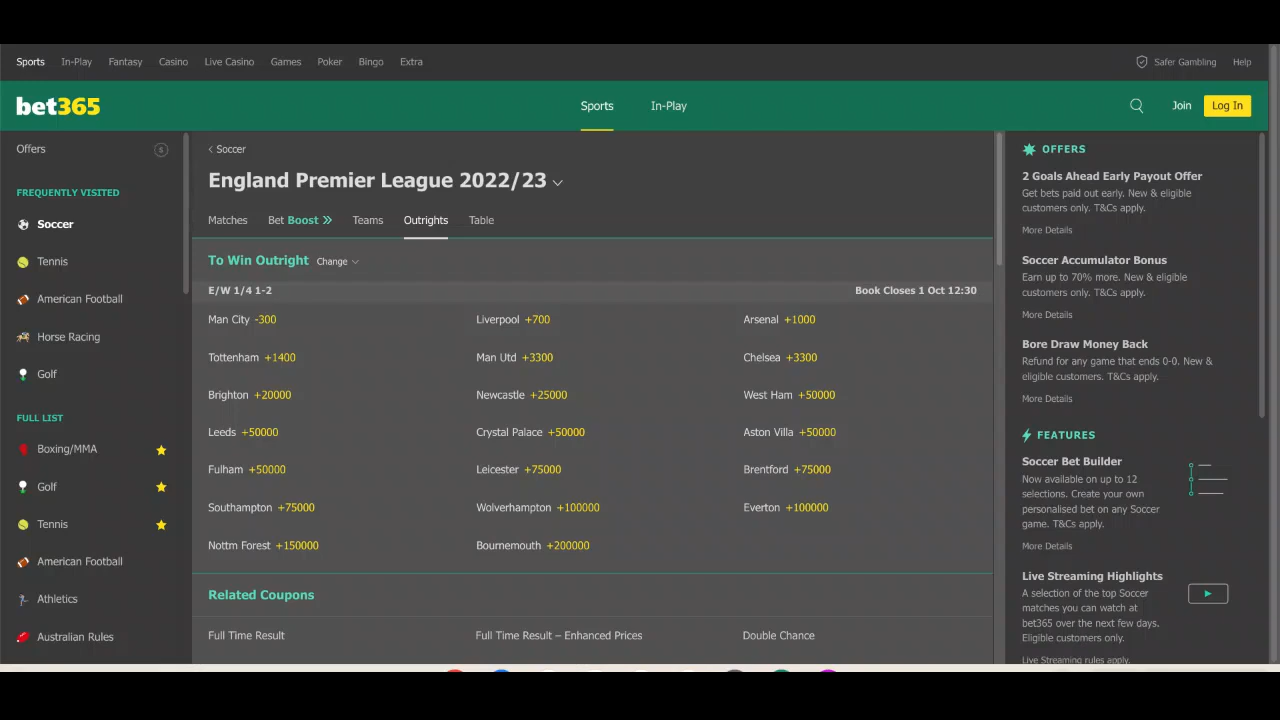 Sports In-Play Fantasy Casino Live Casino Games Poker Bingo Extra Safer Gambling Help
bet365 Sports In-Play Join Log In
Offers
FREQUENTLY VISITED
Soccer
Tennis
American Football
Horse Racing
Golf
FULL LIST
Boxing/MMA
Golf
Tennis
American Football
Athletics
Australian Rules
Soccer
England Premier League 2022/23
Matches Bet Boost Teams Outrights Table
To Win Outright Change
E/W 1/4 1-2 Book Closes 1 Oct 12:30
Man City -300 Liverpool +700 Arsenal +1000
Tottenham +1400 Man Utd +3300 Chelsea +3300
Brighton +20000 Newcastle +25000 West Ham +50000
Leeds +50000 Crystal Palace +50000 Aston Villa +50000
Fulham +50000 Leicester +75000 Brentford +75000
Southampton +75000 Wolverhampton +100000 Everton +100000
Nottm Forest +150000 Bournemouth +200000
Related Coupons
Full Time Result Full Time Result – Enhanced Prices Double Chance
OFFERS
2 Goals Ahead Early Payout Offer
Get bets paid out early. New & eligible
customers only. T&Cs apply.
More Details
Soccer Accumulator Bonus
Earn up to 70% more. New & eligible
customers only. T&Cs apply.
More Details
Bore Draw Money Back
Refund for any game that ends 0-0. New &
eligible customers. T&Cs apply.
More Details
FEATURES
Soccer Bet Builder
Now available on up to 12
selections. Create your own
personalised bet on any Soccer
game. T&Cs apply.
More Details
Live Streaming Highlights
A selection of the top Soccer
matches you can watch at
bet365 over the next few days.
Eligible customers only.
Live Streaming rules apply.